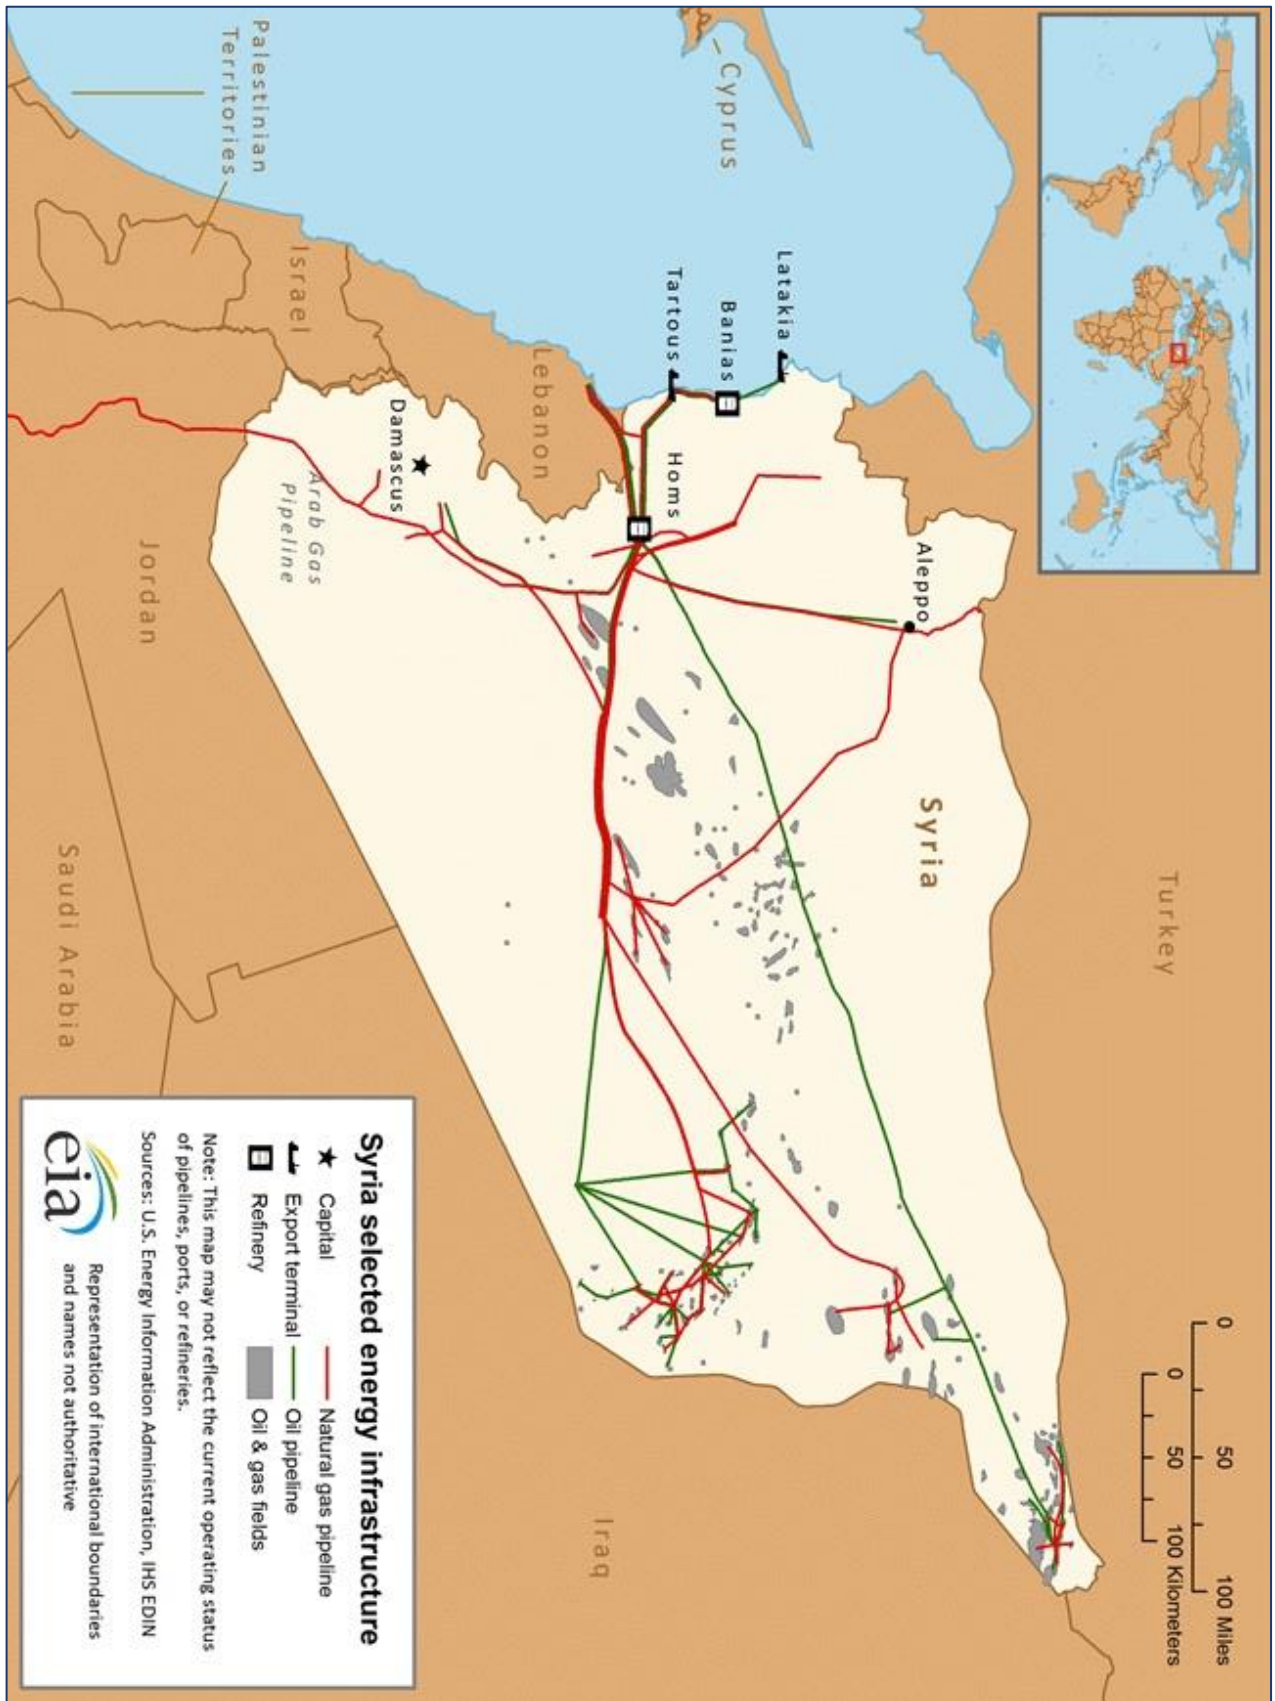 Cyprus
Turkey
Latakia
Aleppo
Banias
Syria
Tartous
Homs
Lebanon
Damascus
Palestinian
Territories
Israel
Arab Gas
Pipeline
Jordan
Iraq
Saudi Arabia
0 50 100 Miles
0 50 100 Kilometers
Syria selected energy infrastructure
Capital
Natural gas pipeline
Export terminal
Oil pipeline
Refinery
Oil & gas fields
Note: This map may not reflect the current operating status
of pipelines, ports, or refineries.
Sources: U.S. Energy Information Administration, IHS EDIN
eia
Representation of international boundaries
and names not authoritative